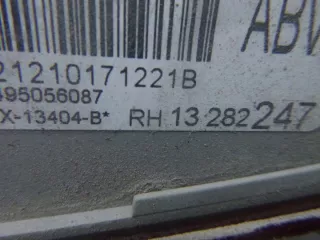 ABV
21210171221B
495056087
X-13404-B* RH 13 282 247